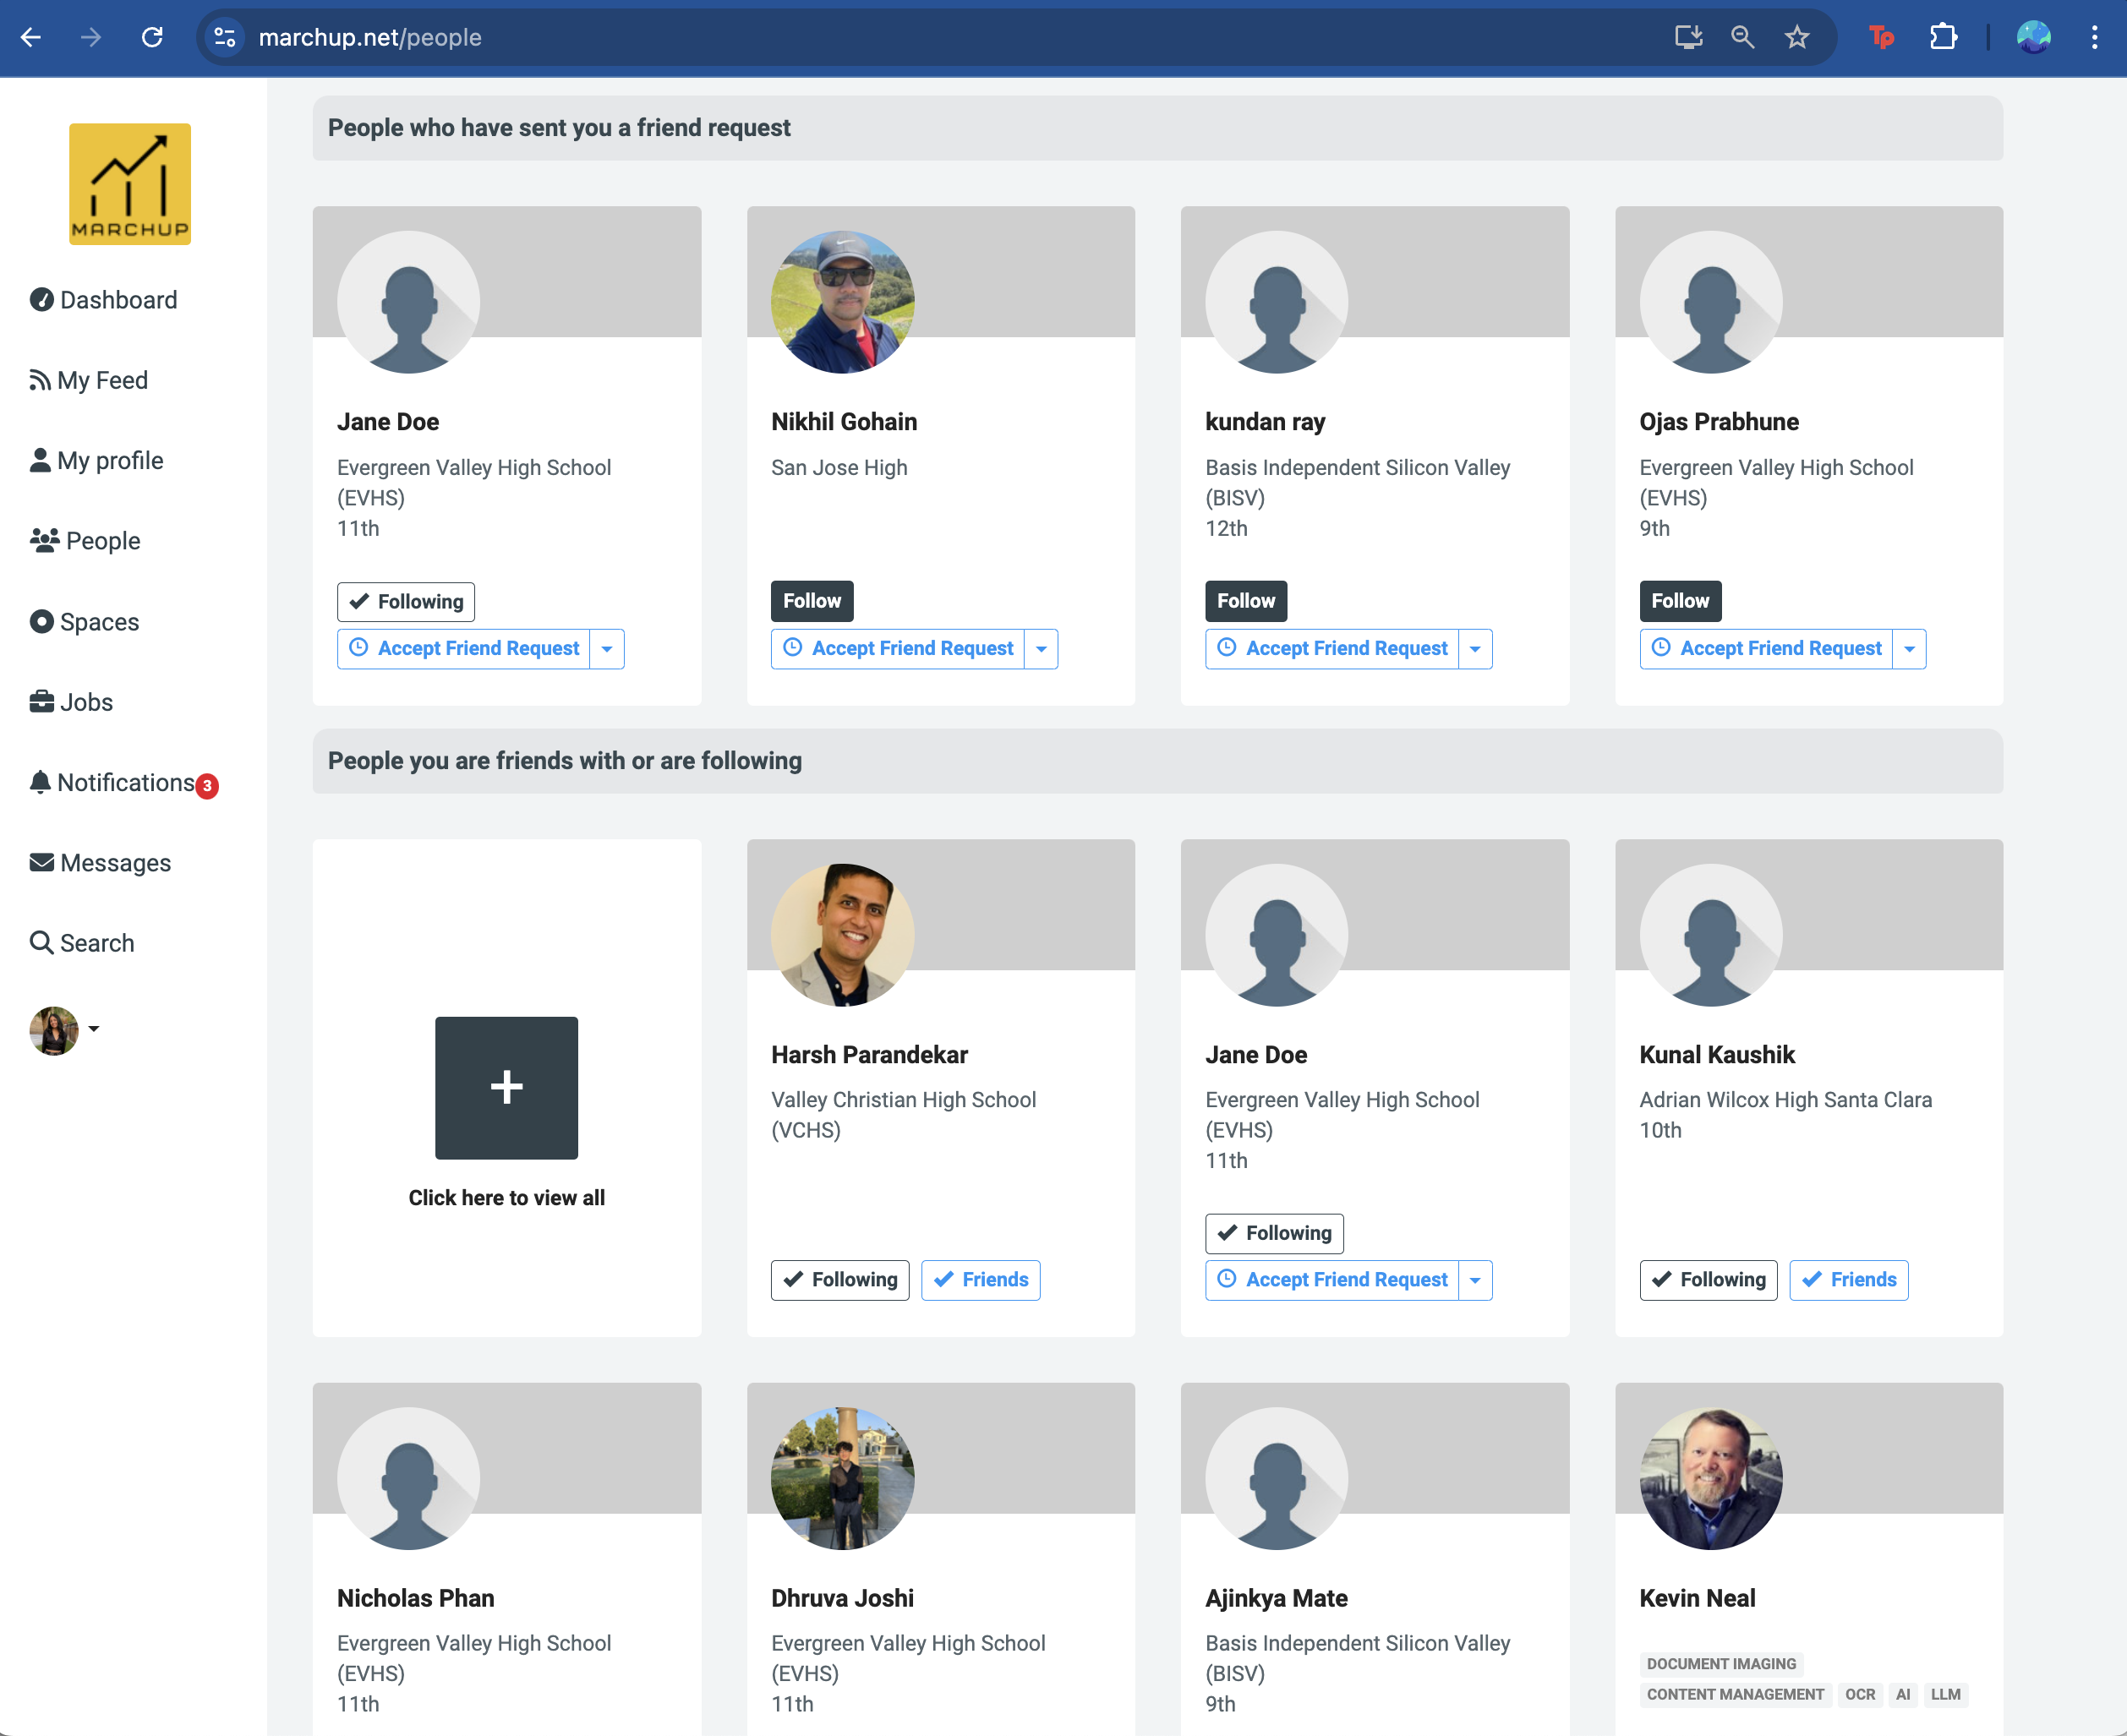 marchup.net/people
Tp
MARCHUP
Dashboard
My Feed
My profile
People
Spaces
Jobs
Notifications 3
Messages
Search
People who have sent you a friend request
Jane Doe
Evergreen Valley High School
(EVHS)
11th
Following
Accept Friend Request
Nikhil Gohain
San Jose High
Follow
Accept Friend Request
kundan ray
Basis Independent Silicon Valley
(BISV)
12th
Follow
Accept Friend Request
Ojas Prabhune
Evergreen Valley High School
(EVHS)
9th
Follow
Accept Friend Request
People you are friends with or are following
Click here to view all
Harsh Parandekar
Valley Christian High School
(VCHS)
Following Friends
Jane Doe
Evergreen Valley High School
(EVHS)
11th
Following
Accept Friend Request
Kunal Kaushik
Adrian Wilcox High Santa Clara
10th
Following Friends
Nicholas Phan
Evergreen Valley High School
(EVHS)
11th
Dhruva Joshi
Evergreen Valley High School
(EVHS)
11th
Ajinkya Mate
Basis Independent Silicon Valley
(BISV)
9th
Kevin Neal
DOCUMENT IMAGING
CONTENT MANAGEMENT OCR AI LLM